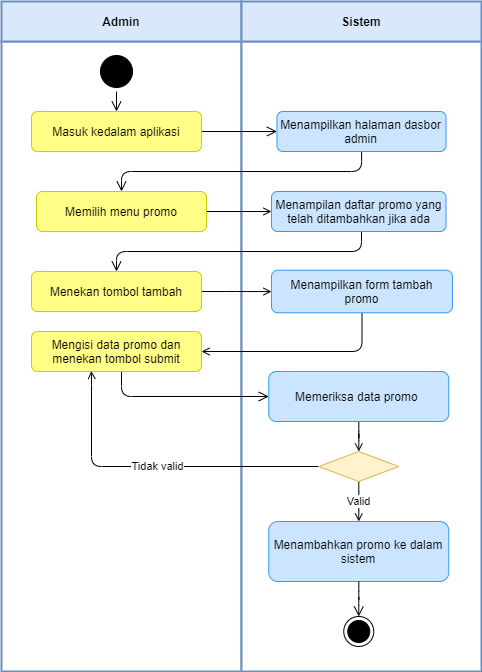 Admin
Sistem
Masuk kedalam aplikasi
Menampilkan halaman dasbor
admin
Memilih menu promo
Menampilan daftar promo yang
telah ditambahkan jika ada
Menekan tombol tambah
Menampilkan form tambah
promo
Mengisi data promo dan
menekan tombol submit
Memeriksa data promo
Tidak valid
Valid
Menambahkan promo ke dalam
sistem